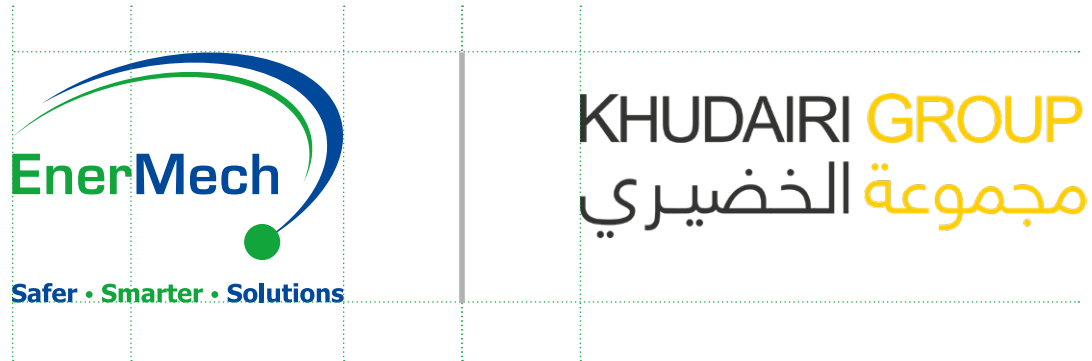 EnerMech
Safer • Smarter • Solutions
KHUDAIRI GROUP
مجموعة الخضيري